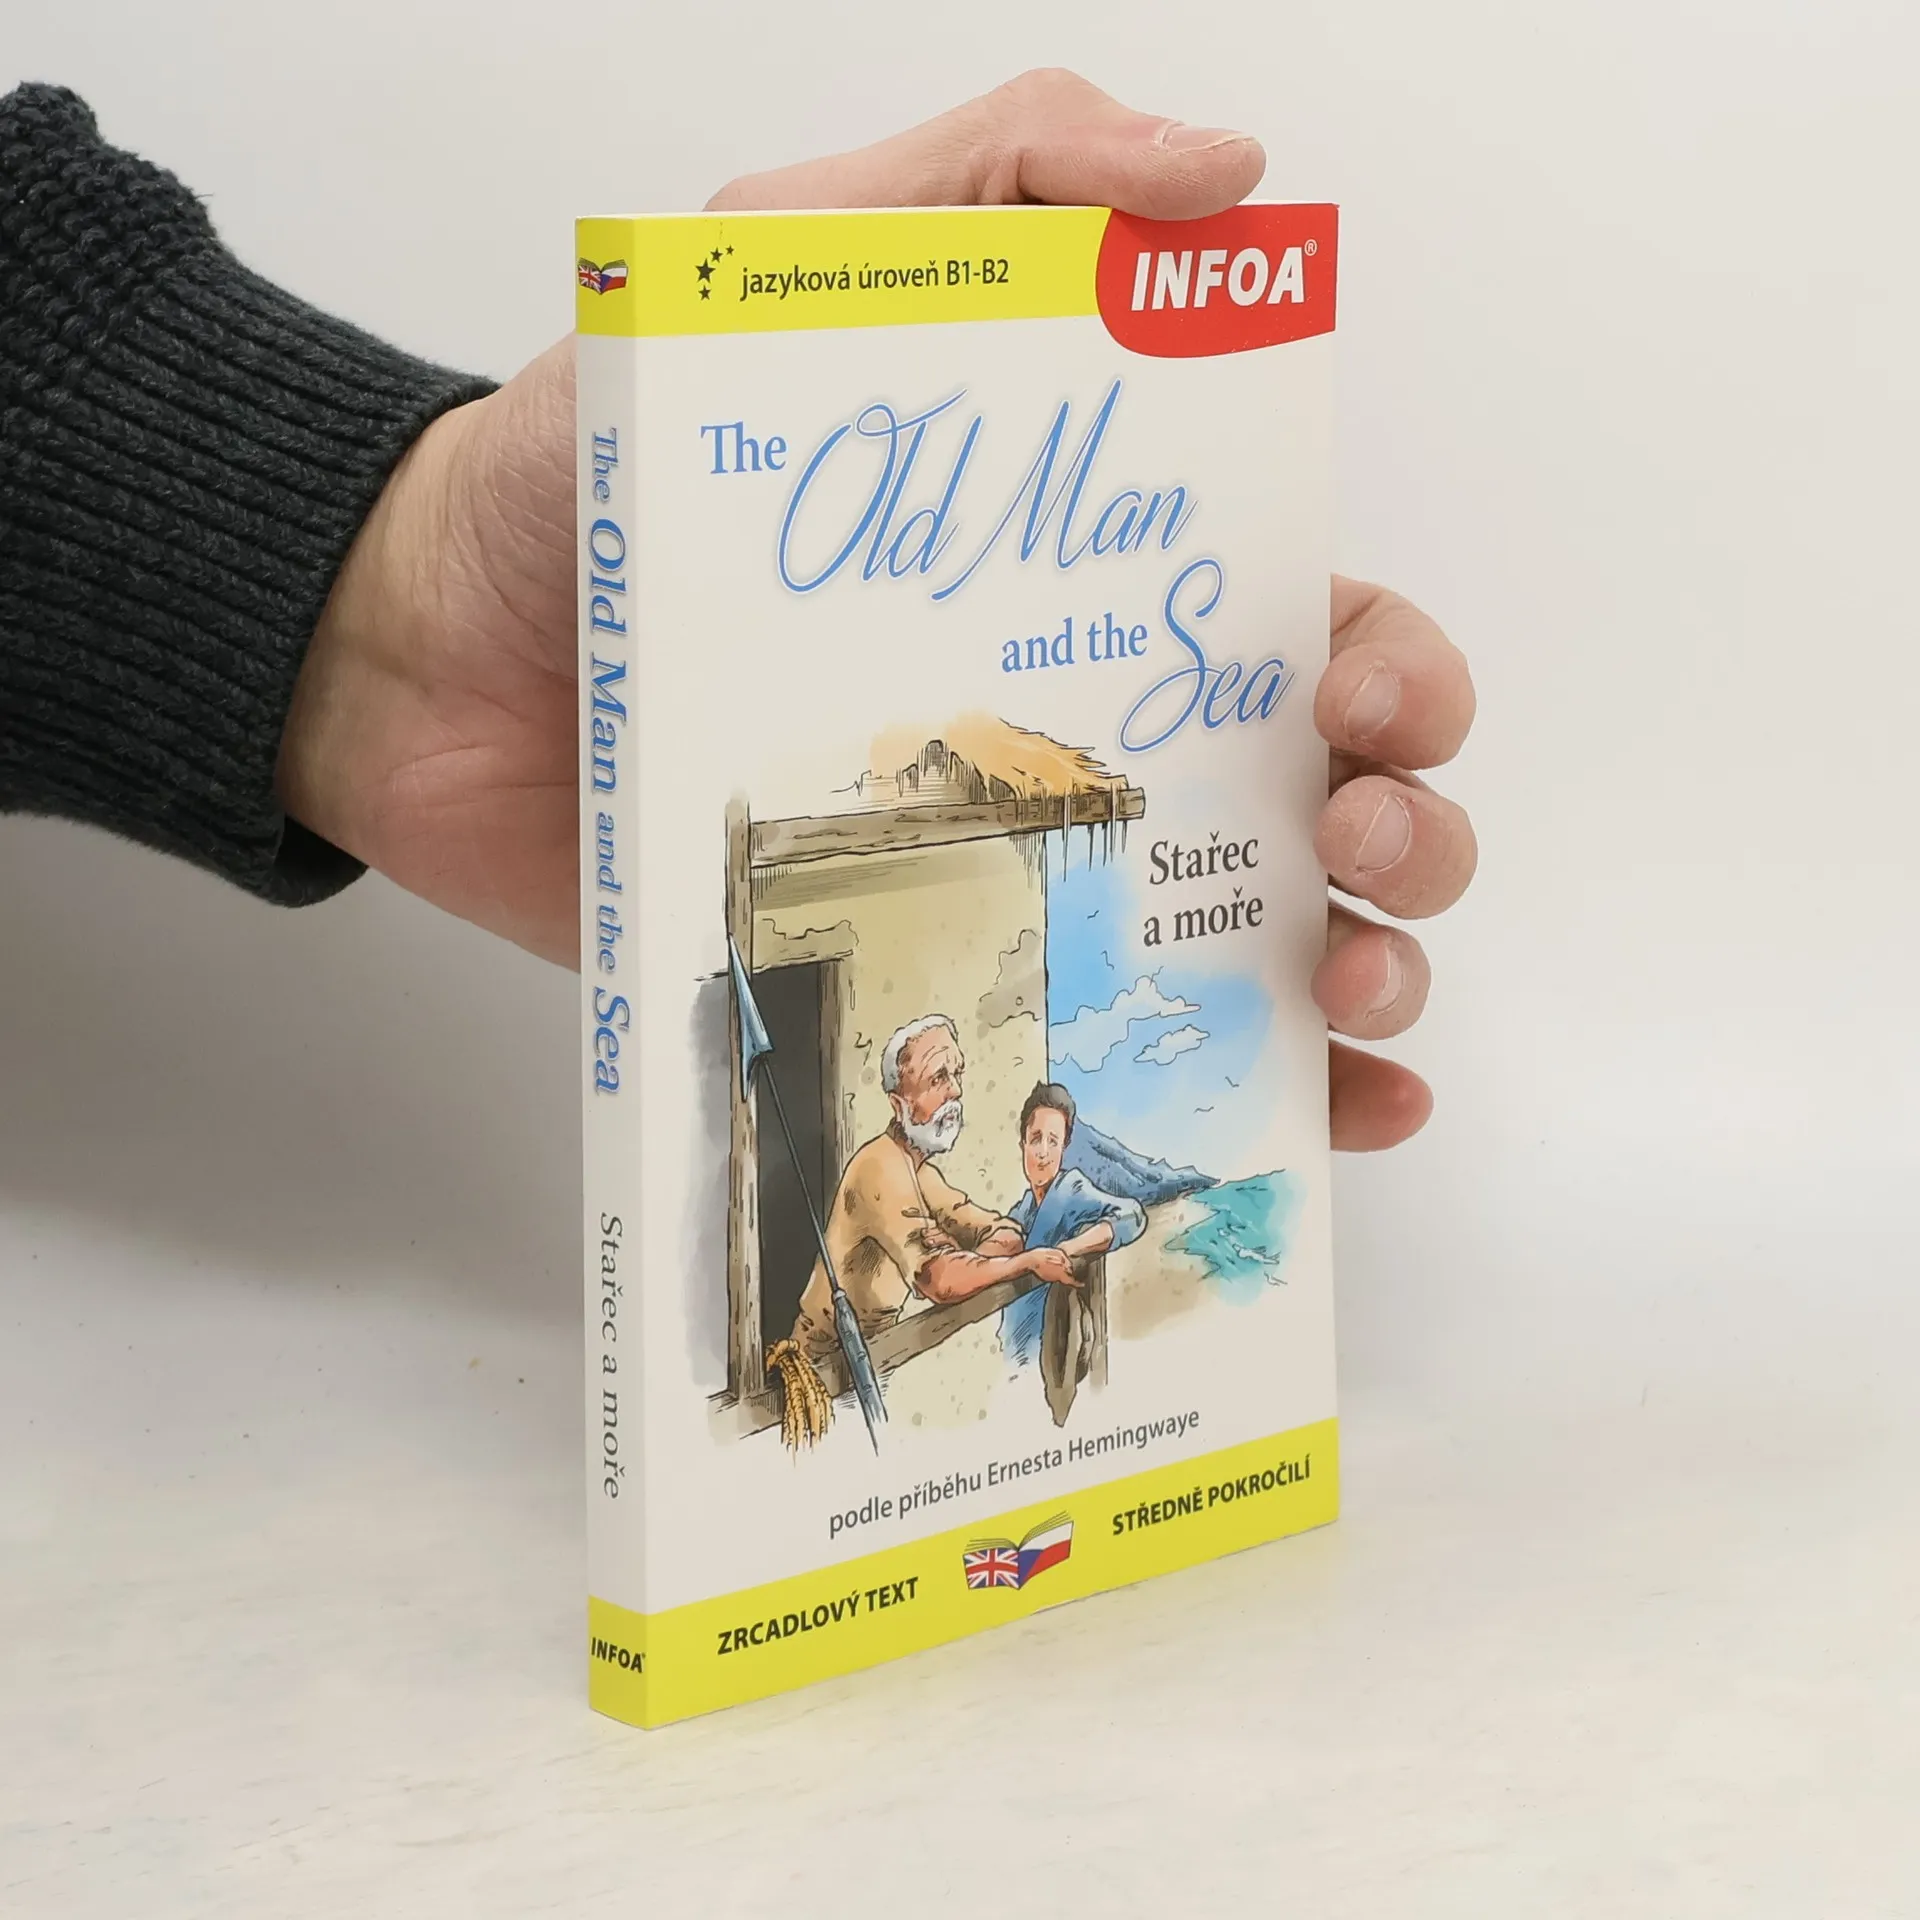 jazyková úroveň B1-B2
INFOA®
The Old Man
and the Sea
Stařec
a moře
podle příběhu Ernesta Hemingwaye
ZRCADLOVÝ TEXT
STŘEDNĚ POKROČILÍ
The Old Man and the Sea Stařec a moře
INFOA®